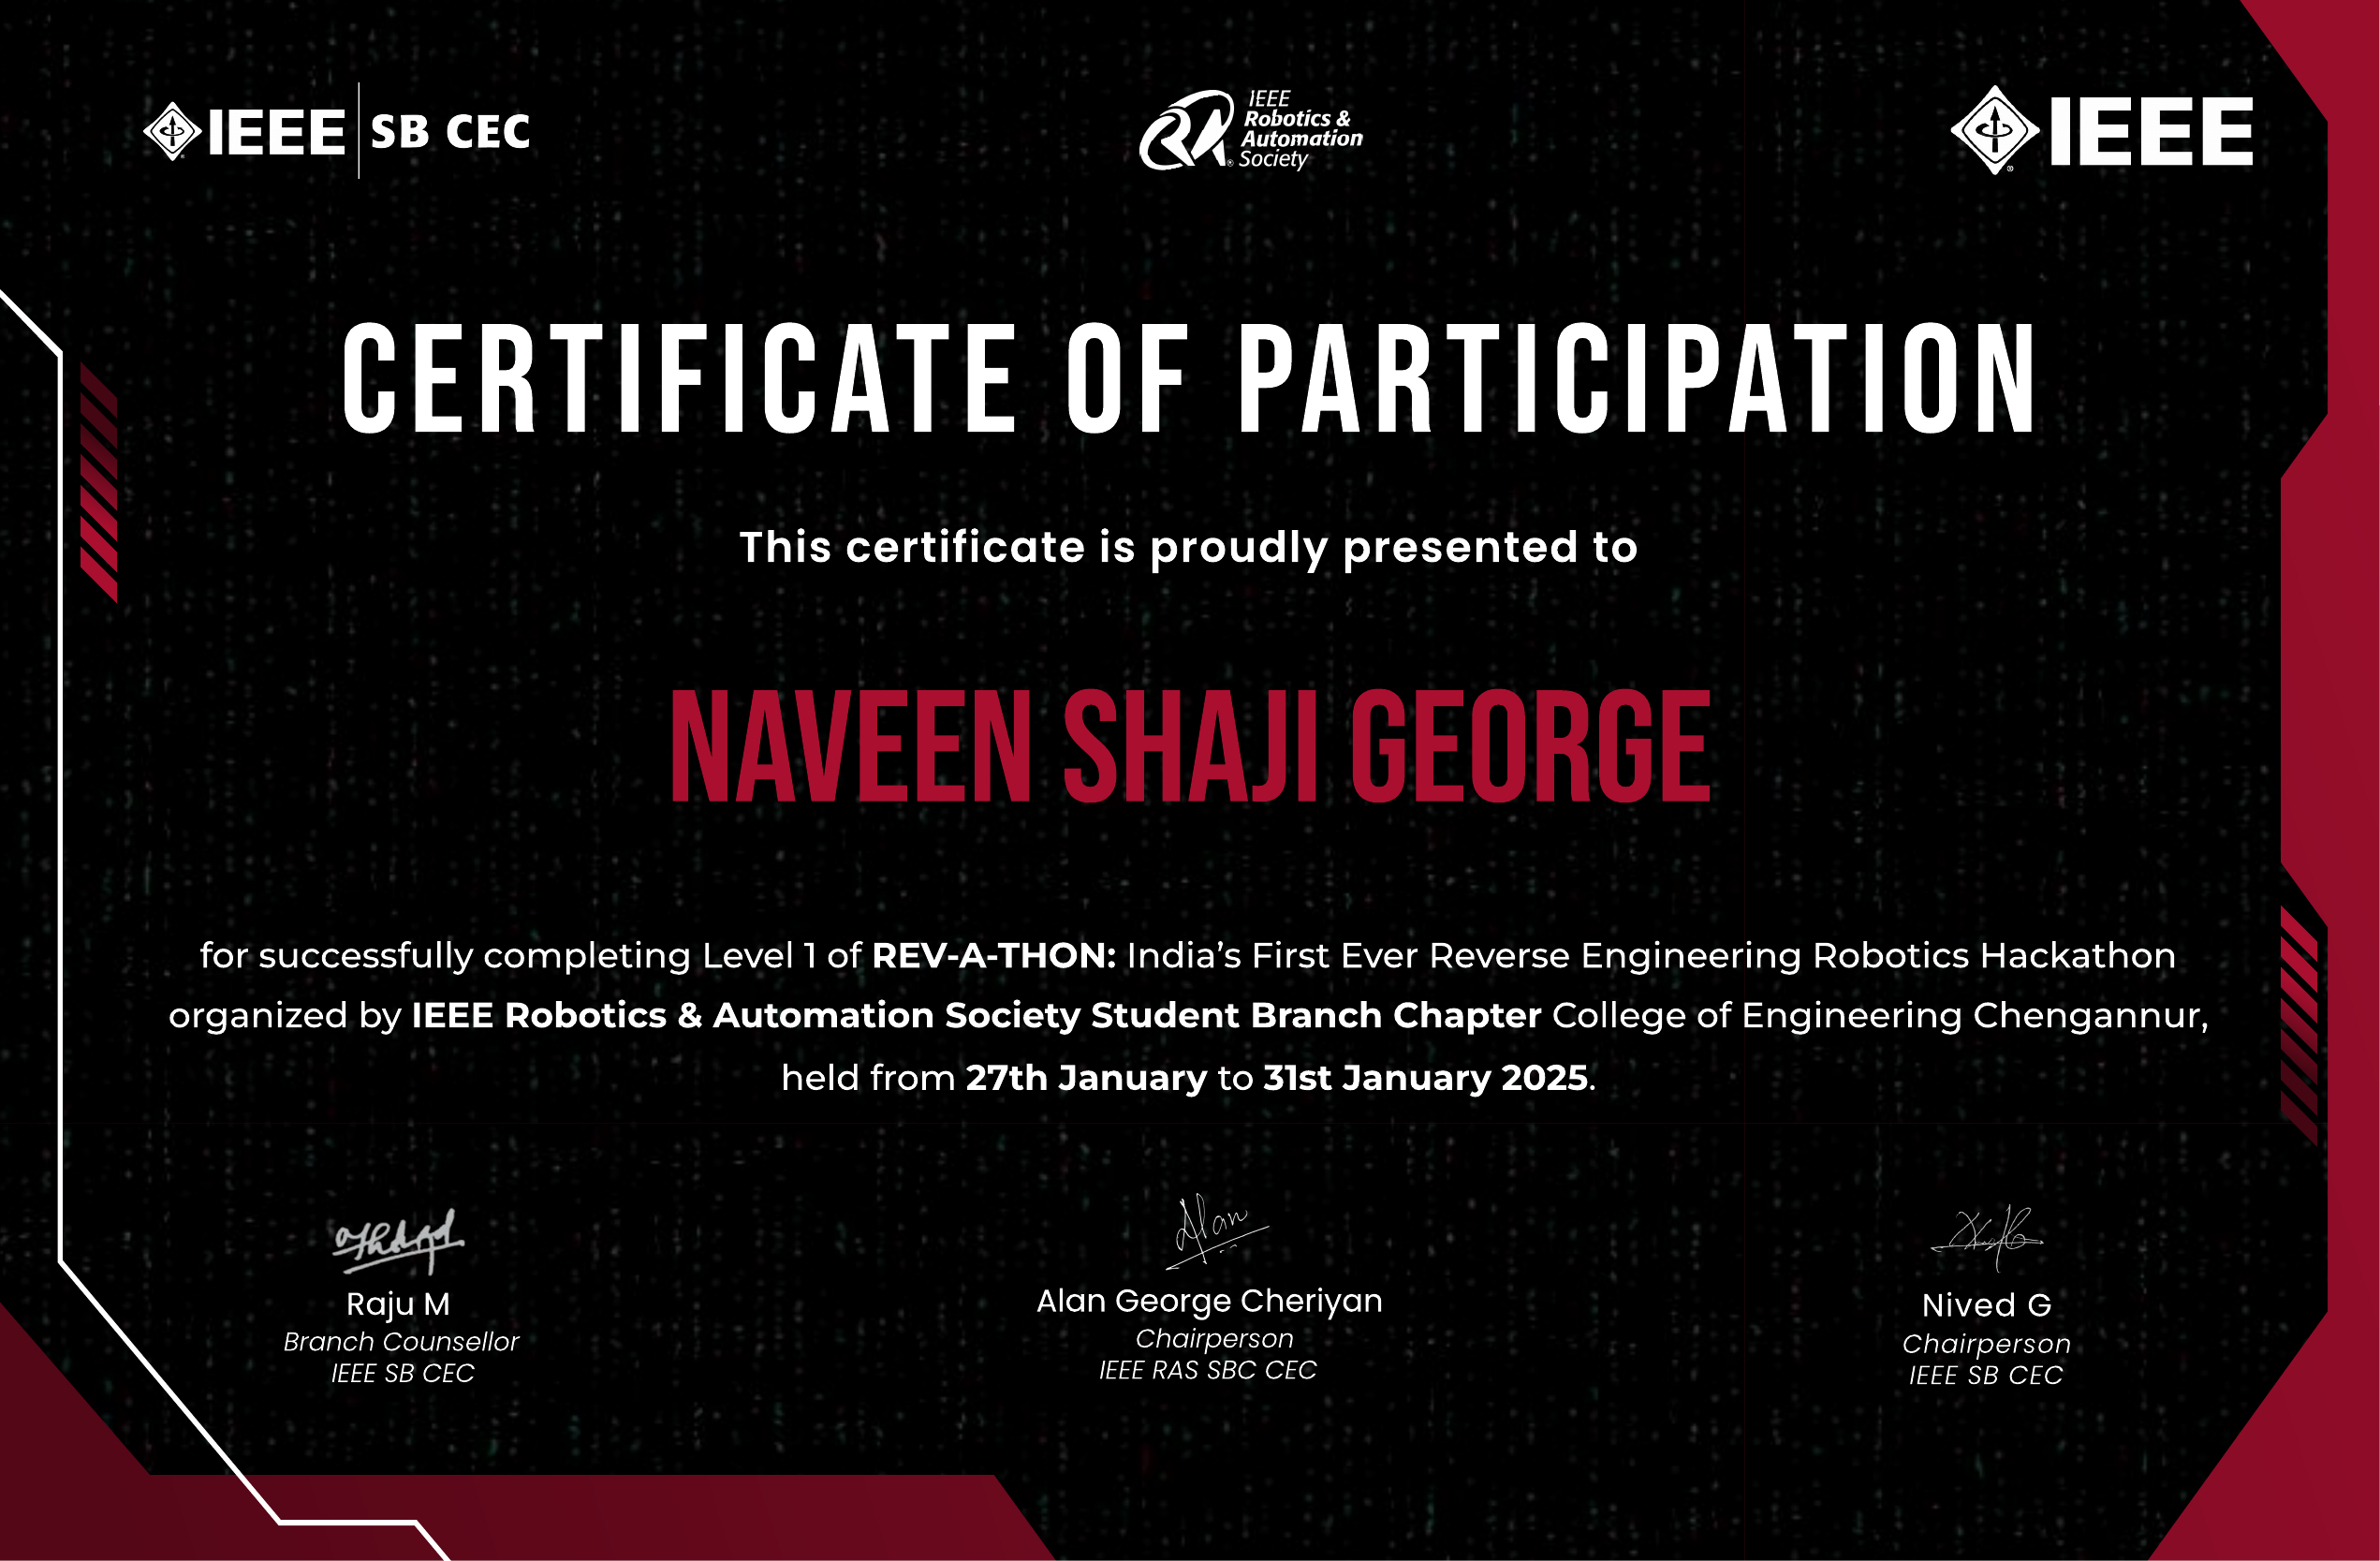 IEEE SB CEC
IEEE
Robotics &
Automation
Society
IEEE
CERTIFICATE OF PARTICIPATION
This certificate is proudly presented to
NAVEEN SHAJI GEORGE
for successfully completing Level 1 of REV-A-THON: India’s First Ever Reverse Engineering Robotics Hackathon
organized by IEEE Robotics & Automation Society Student Branch Chapter College of Engineering Chengannur,
held from 27th January to 31st January 2025.
Alan
Raju M
Branch Counsellor
IEEE SB CEC
Alan George Cheriyan
Chairperson
IEEE RAS SBC CEC
Nived G
Chairperson
IEEE SB CEC